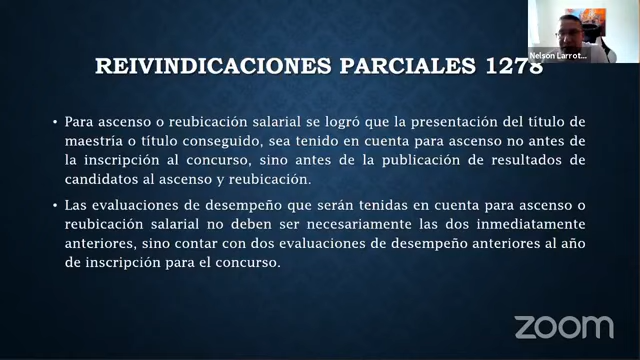 Nelson Larrot...
REIVINDICACIONES PARCIALES 1278
• Para ascenso o reubicación salarial se logró que la presentación del título de
maestría o título conseguido, sea tenido en cuenta para ascenso no antes de
la inscripción al concurso, sino antes de la publicación de resultados de
candidatos al ascenso y reubicación.
• Las evaluaciones de desempeño que serán tenidas en cuenta para ascenso o
reubicación salarial no deben ser necesariamente las dos inmediatamente
anteriores, sino contar con dos evaluaciones de desempeño anteriores al año
de inscripción para el concurso.
zoom